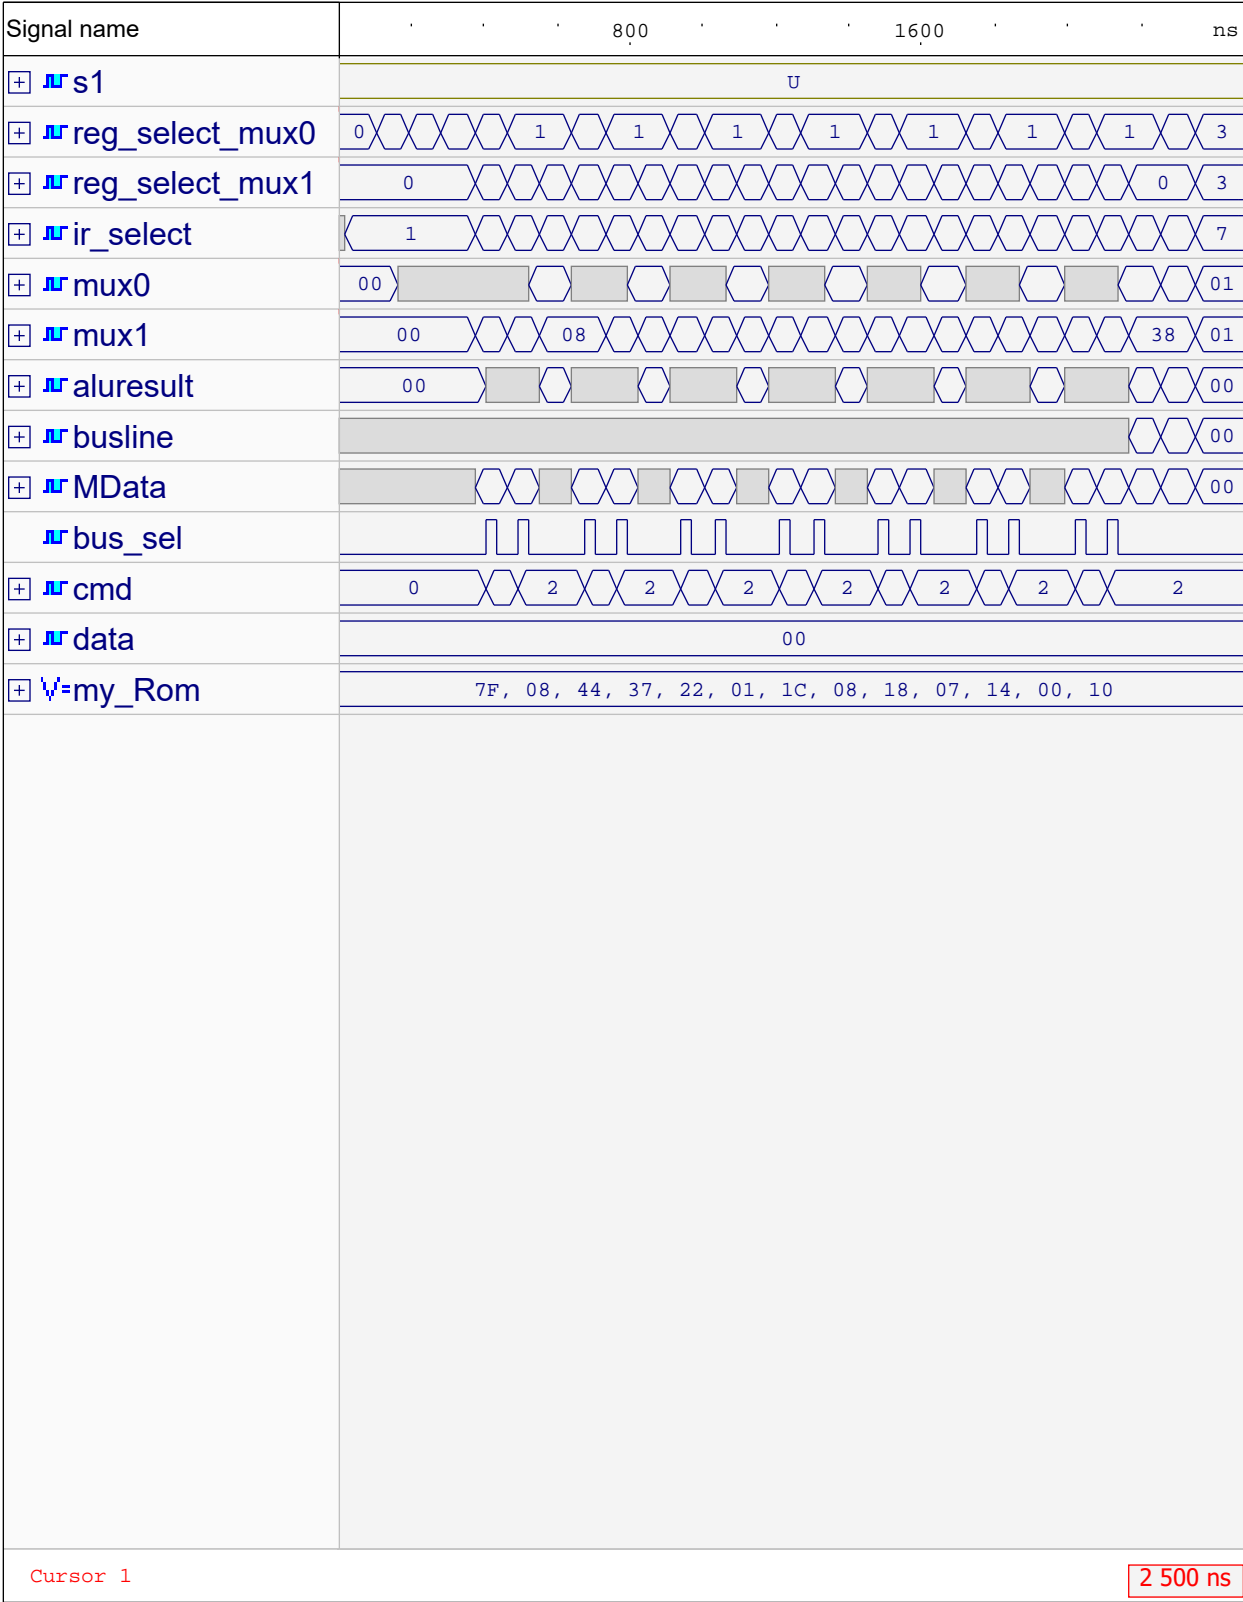 Signal name 800 1600 ns
s1 U
reg_select_mux0 0 1 1 1 1 1 1 1 3
reg_select_mux1 0 0 3
ir_select 1 7
mux0 00 01
mux1 00 08 38 01
aluresult 00 00
busline 00
MData 00
bus_sel
cmd 0 2 2 2 2 2 2 2
data 00
V= my_Rom 7F, 08, 44, 37, 22, 01, 1C, 08, 18, 07, 14, 00, 10
Cursor 1 2 500 ns